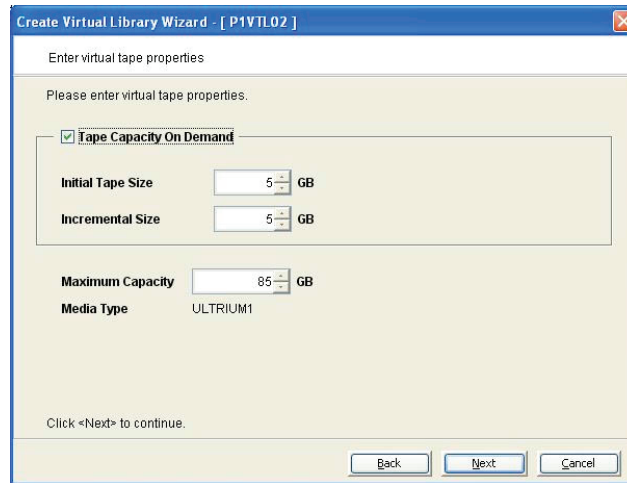 Create Virtual Library Wizard - [ P1VTL02 ]
Enter virtual tape properties
Please enter virtual tape properties.
Tape Capacity On Demand
Initial Tape Size 5 GB
Incremental Size 5 GB
Maximum Capacity 85 GB
Media Type ULTRIUM1
Click <Next> to continue.
Back Next Cancel